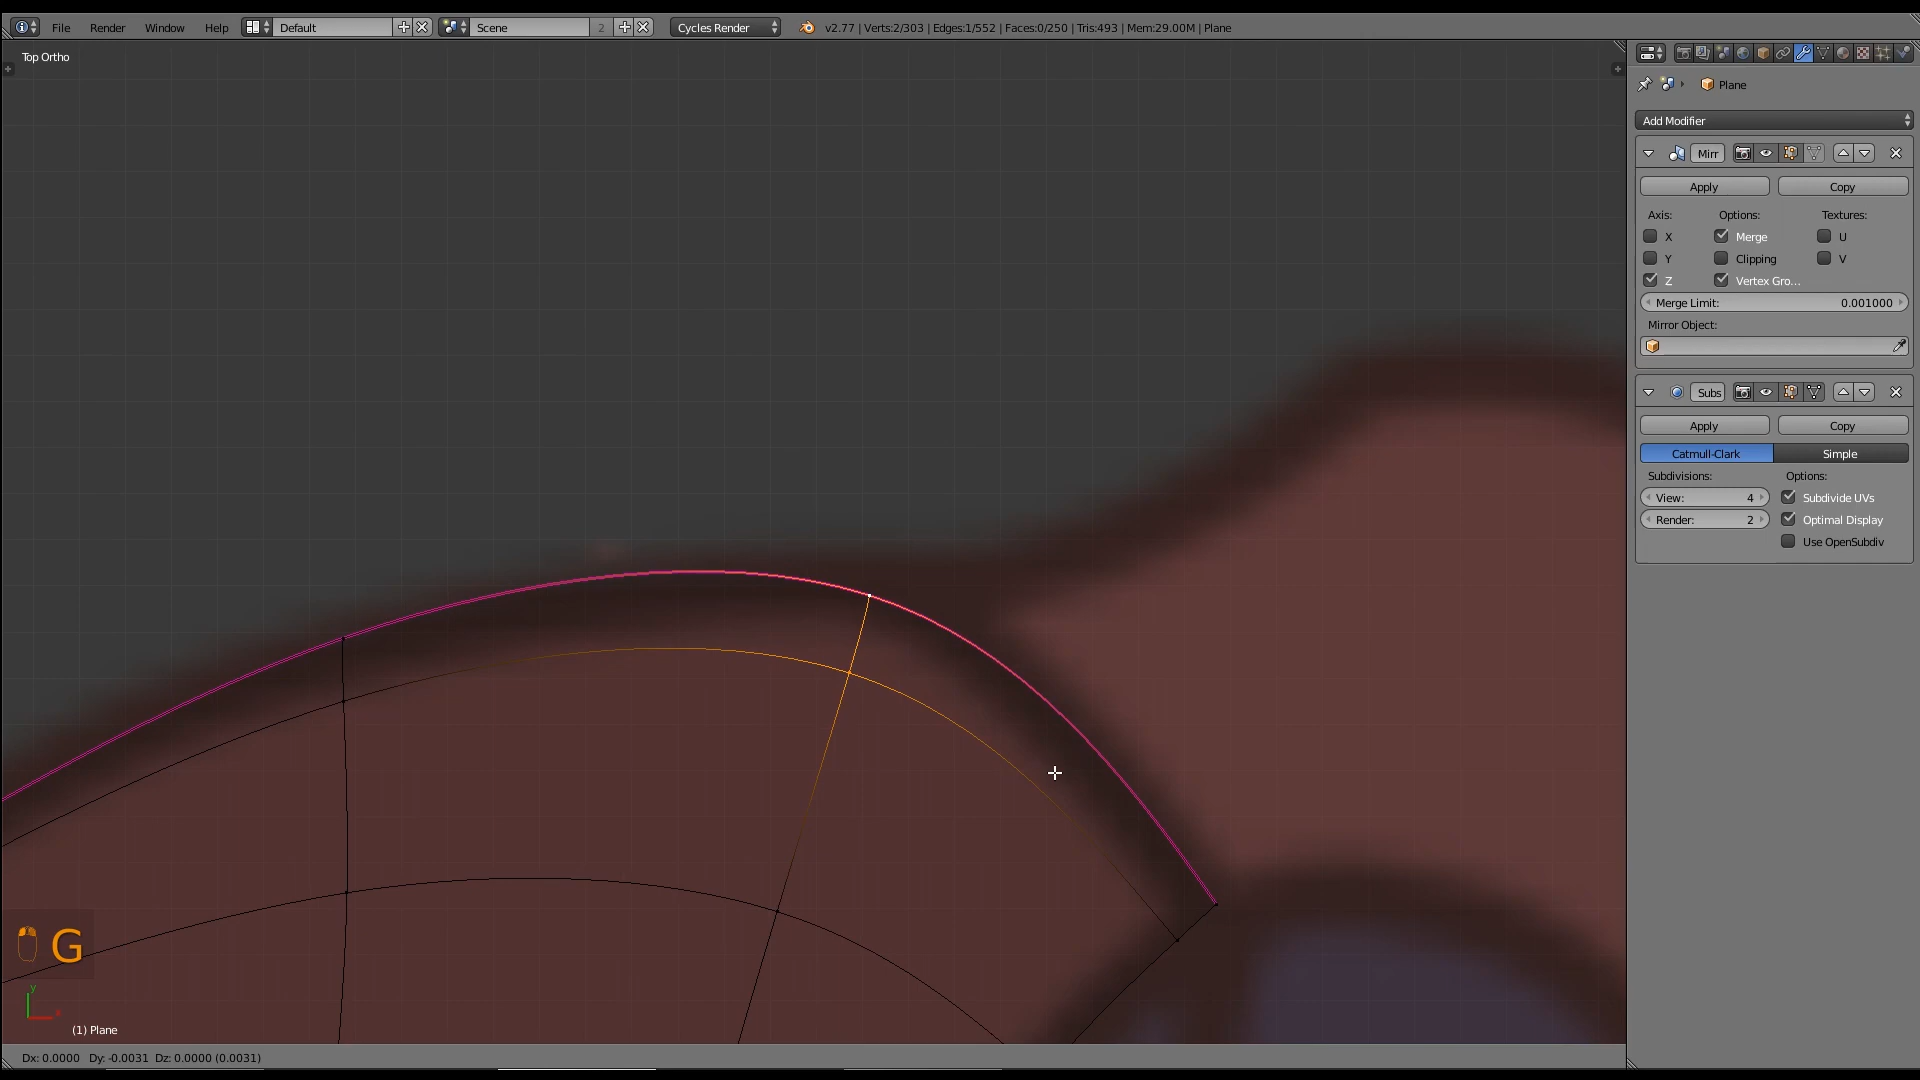 File Render Window Help Default Scene 2 Cycles Render v2.77 | Verts:2/303 | Edges:1/552 | Faces:0/250 | Tris:493 | Mem:29.00M | Plane
Top Ortho
Plane
Add Modifier
Mirr
Apply Copy
Axis: Options: Textures:
X Merge U
Y Clipping V
Z Vertex Gro...
Merge Limit: 0.001000
Mirror Object:
Subs
Apply Copy
Catmull-Clark Simple
Subdivisions: Options:
View: 4 Subdivide UVs
Render: 2 Optimal Display
Use OpenSubdiv
G
y
x
(1) Plane
Dx: 0.0000 Dy: -0.0031 Dz: 0.0000 (0.0031)